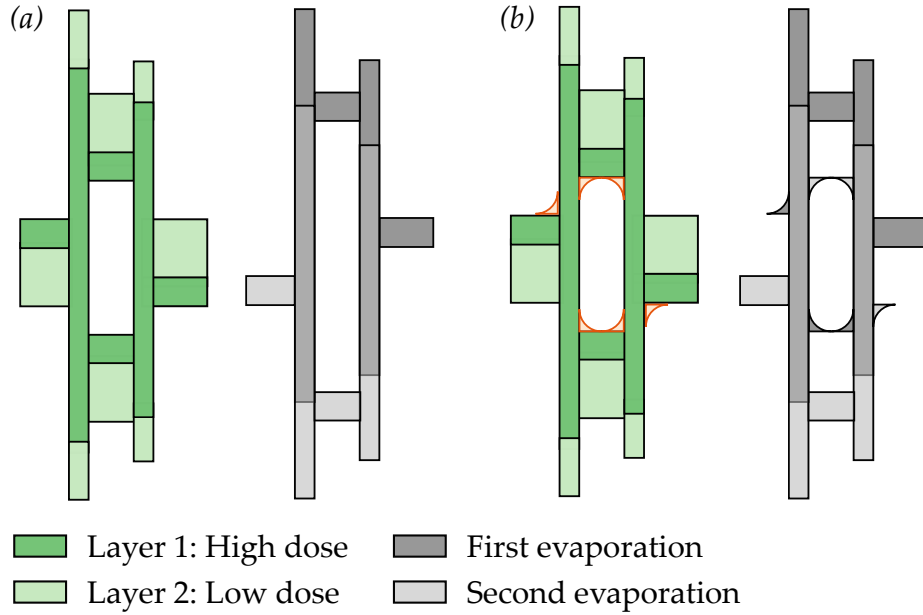 (a)
(b)
Layer 1: High dose
First evaporation
Layer 2: Low dose
Second evaporation